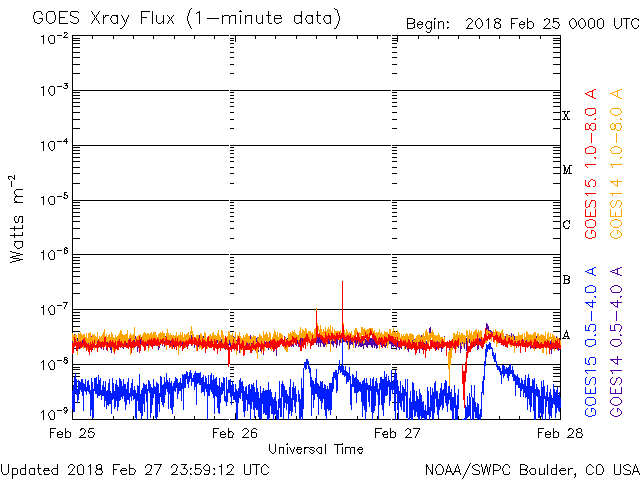 GOES Xray Flux (1-minute data)
Begin: 2018 Feb 25 0000 UTC
10⁻²
10⁻³
10⁻⁴
10⁻⁵
10⁻⁶
10⁻⁷
10⁻⁸
10⁻⁹
Watts m⁻²
X
M
C
B
A
GOES15 1.0-8.0 A
GOES14 1.0-8.0 A
GOES15 0.5-4.0 A
GOES14 0.5-4.0 A
Feb 25 Feb 26 Feb 27 Feb 28
Universal Time
Updated 2018 Feb 27 23:59:12 UTC
NOAA/SWPC Boulder, CO USA